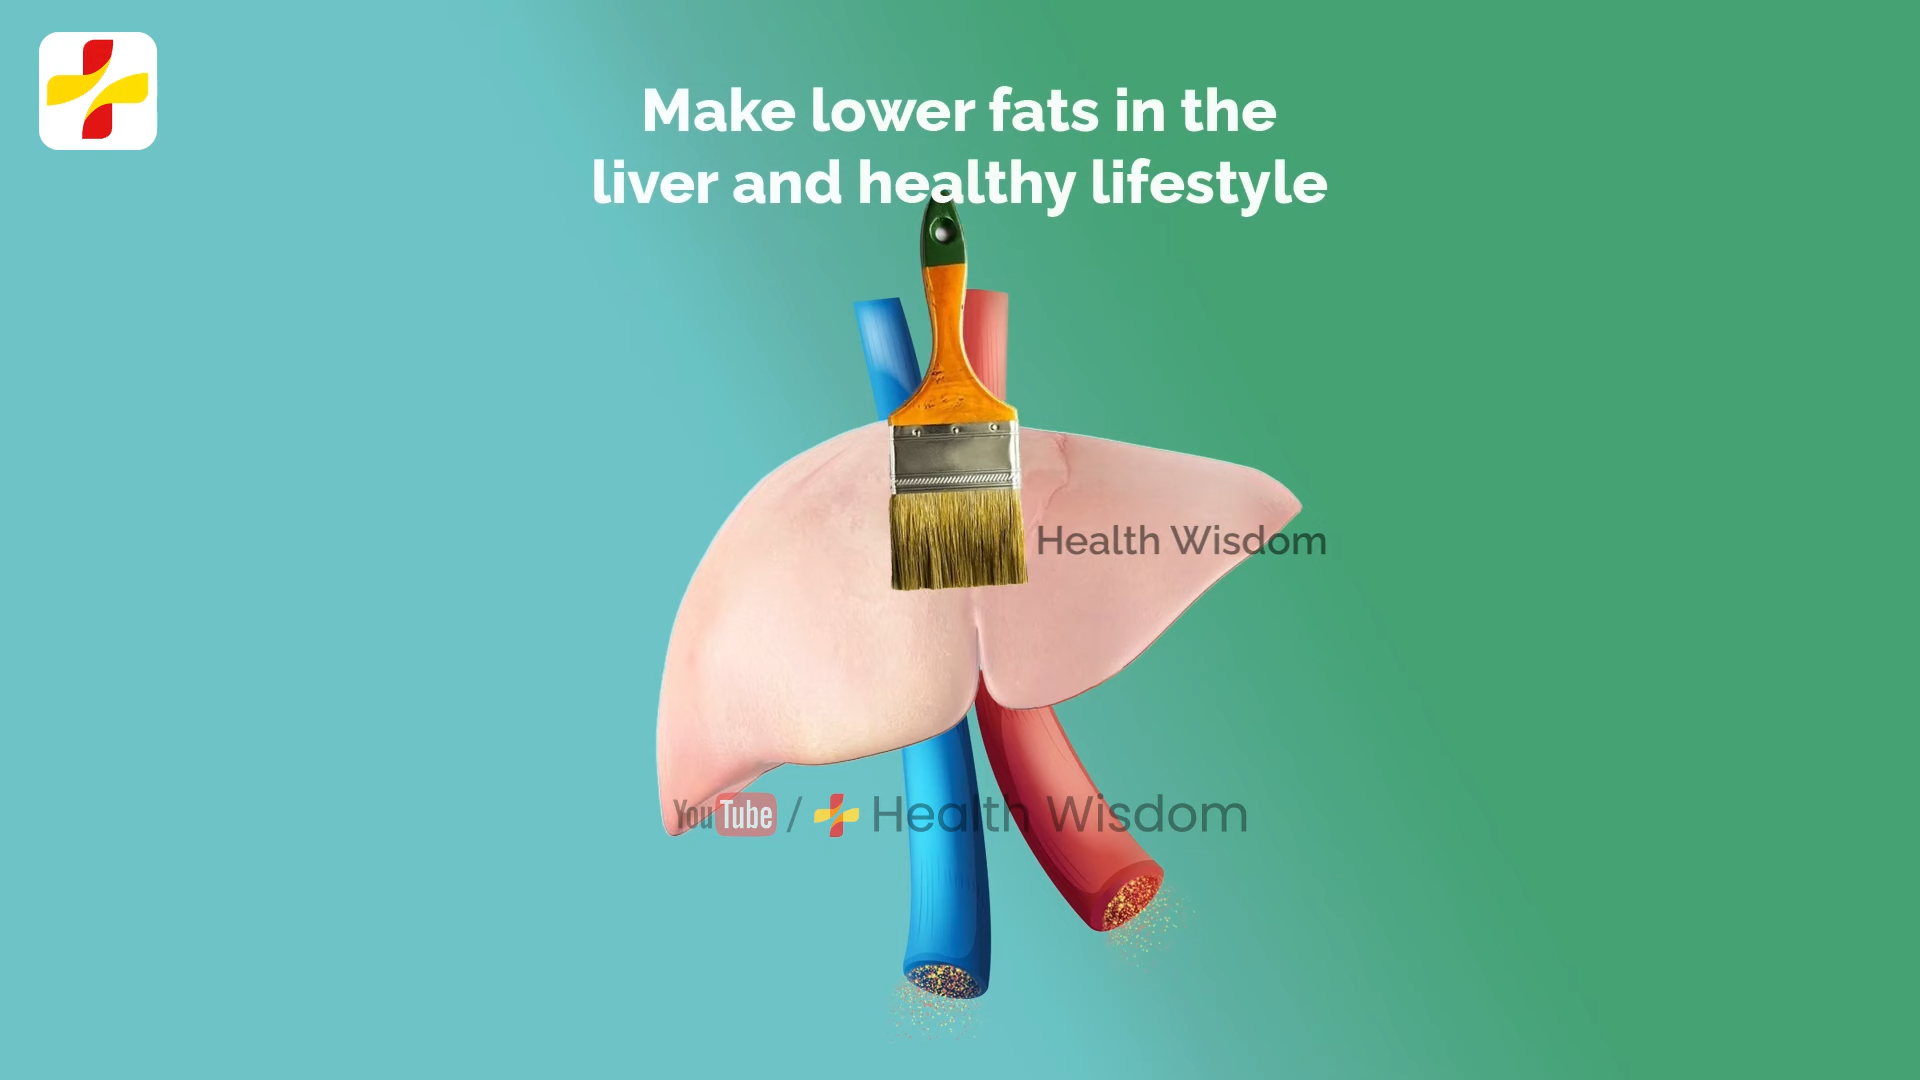 Make lower fats in the
liver and healthy lifestyle
Health Wisdom
YouTube / Health Wisdom